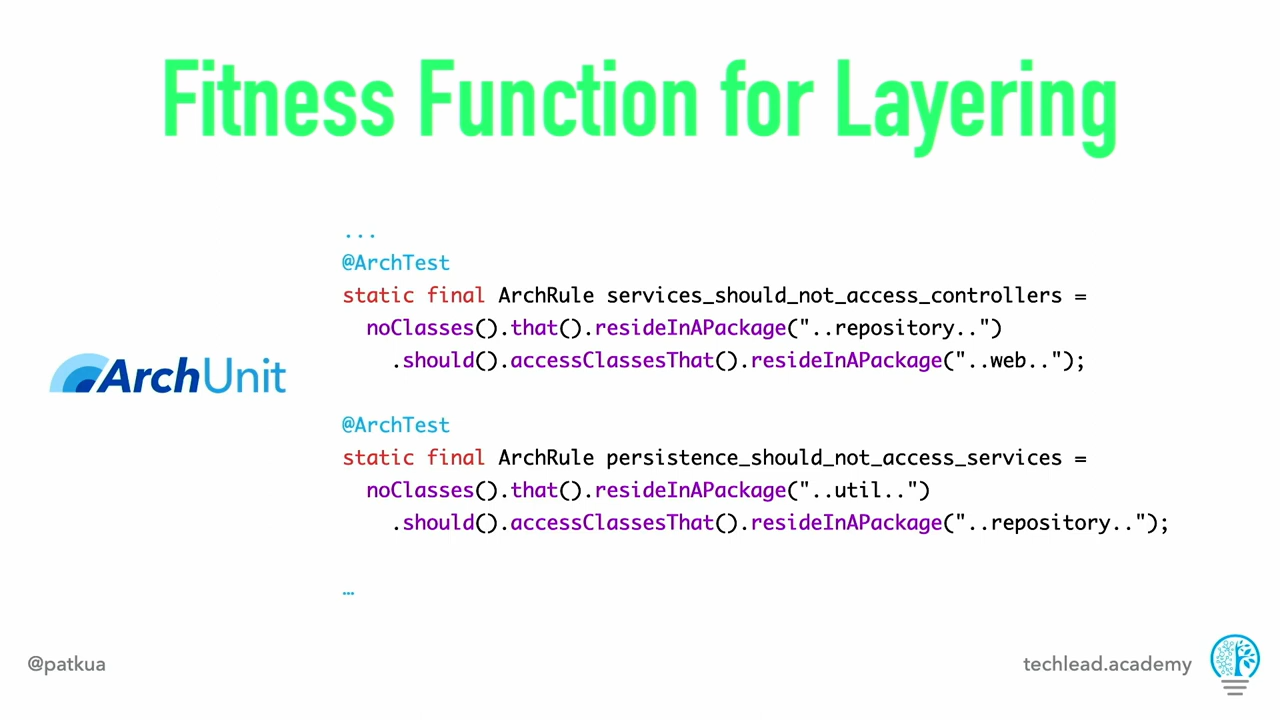 Fitness Function for Layering
...
@ArchTest
static final ArchRule services_should_not_access_controllers =
noClasses().that().resideInAPackage("..repository..")
.should().accessClassesThat().resideInAPackage("..web..");
ArchUnit
@ArchTest
static final ArchRule persistence_should_not_access_services =
noClasses().that().resideInAPackage("..util..")
.should().accessClassesThat().resideInAPackage("..repository..");
…
@patkua
techlead.academy